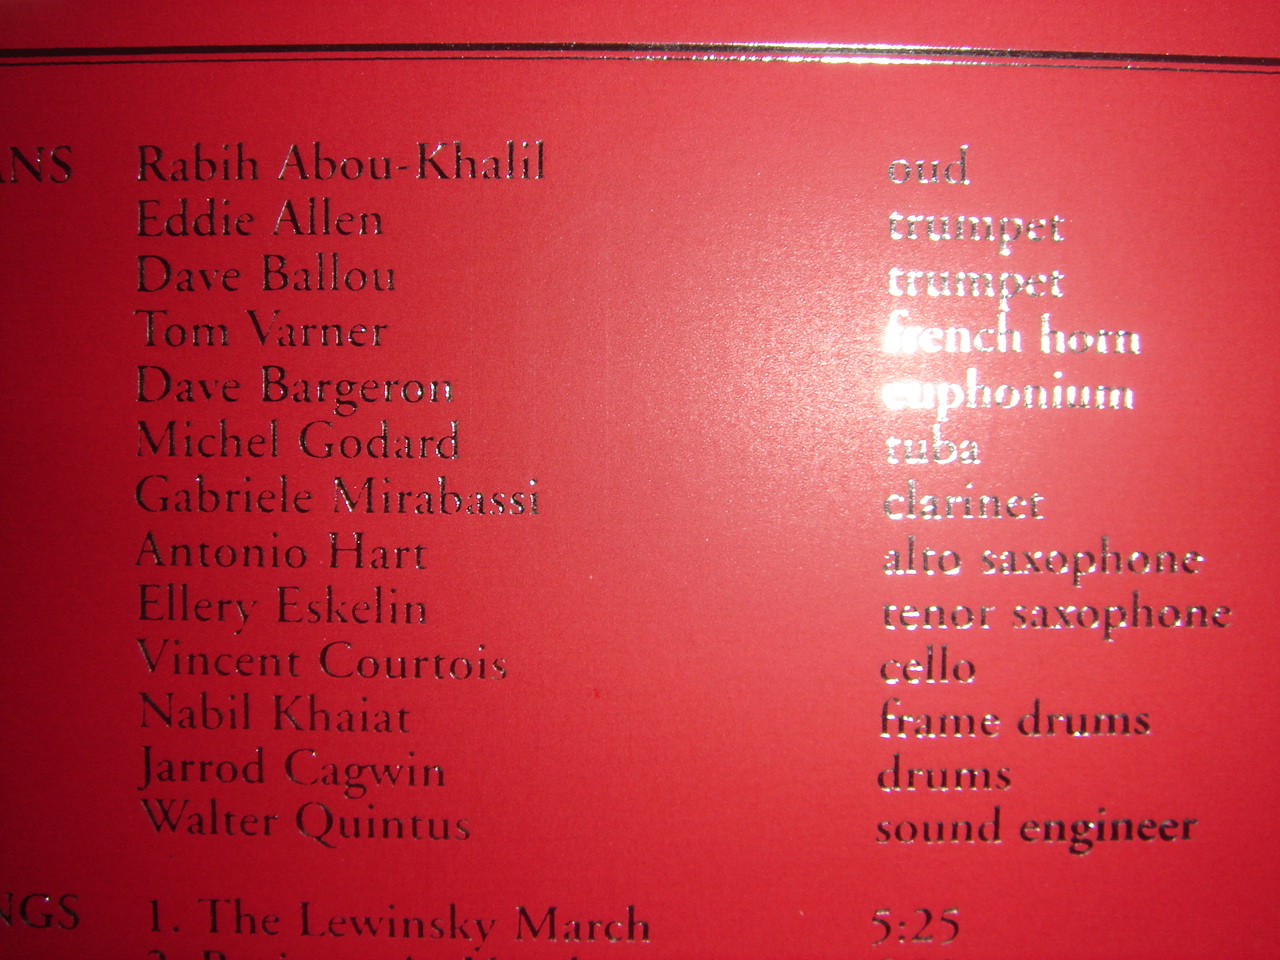 ANS Rabih Abou-Khalil oud
Eddie Allen trumpet
Dave Ballou trumpet
Tom Varner french horn
Dave Bargeron euphonium
Michel Godard tuba
Gabriele Mirabassi clarinet
Antonio Hart alto saxophone
Ellery Eskelin tenor saxophone
Vincent Courtois cello
Nabil Khaiat frame drums
Jarrod Cagwin drums
Walter Quintus sound engineer
NGS 1. The Lewinsky March 5:25